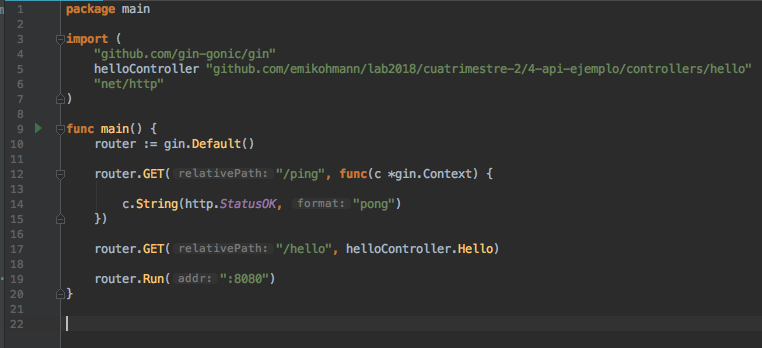 1 package main
2
3 import (
4 "github.com/gin-gonic/gin"
5 helloController "github.com/emikohmann/lab2018/cuatrimestre-2/4-api-ejemplo/controllers/hello"
6 "net/http"
7 )
8
9 func main() {
10 router := gin.Default()
11
12 router.GET( relativePath: "/ping", func(c *gin.Context) {
13
14 c.String(http.StatusOK, format: "pong")
15 })
16
17 router.GET( relativePath: "/hello", helloController.Hello)
18
19 router.Run( addr: ":8080")
20 }
21
22